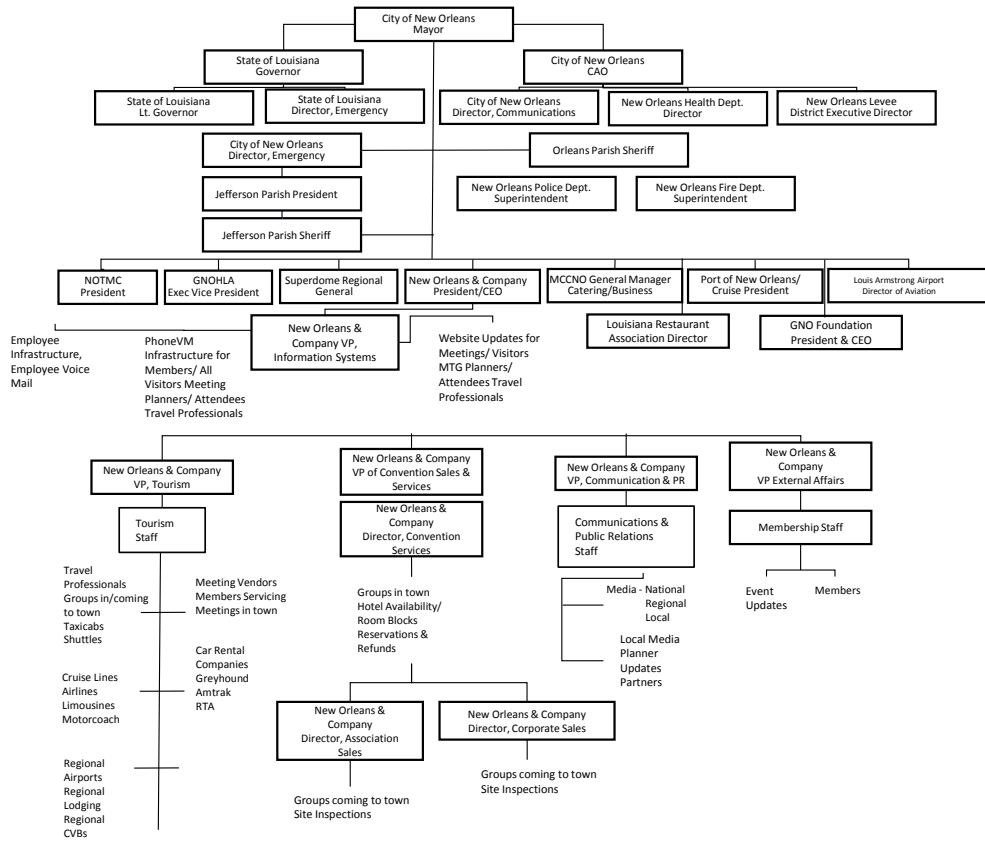 City of New Orleans
Mayor
State of Louisiana
Governor
City of New Orleans
CAO
State of Louisiana
Lt. Governor
State of Louisiana
Director, Emergency
City of New Orleans
Director, Communications
New Orleans Health Dept.
Director
New Orleans Levee
District Executive Director
City of New Orleans
Director, Emergency
Orleans Parish Sheriff
Jefferson Parish President
New Orleans Police Dept.
Superintendent
New Orleans Fire Dept.
Superintendent
Jefferson Parish Sheriff
NOTMC
President
GNOHLA
Exec Vice President
Superdome Regional
General
New Orleans & Company
President/CEO
MCCNO General Manager
Catering/Business
Port of New Orleans/
Cruise President
Louis Armstrong Airport
Director of Aviation
Louisiana Restaurant
Association Director
GNO Foundation
President & CEO
Employee
Infrastructure,
Employee Voice
Mail
PhoneVM
Infrastructure for
Members/ All
Visitors Meeting
Planners/ Attendees
Travel Professionals
New Orleans &
Company VP,
Information Systems
Website Updates for
Meetings/ Visitors
MTG Planners/
Attendees Travel
Professionals
New Orleans & Company
VP, Tourism
New Orleans & Company
VP of Convention Sales &
Services
New Orleans & Company
VP, Communication & PR
New Orleans &
Company
VP External Affairs
Tourism
Staff
New Orleans &
Company
Director, Convention
Services
Communications &
Public Relations
Staff
Membership Staff
Travel
Professionals
Groups in/coming
to town
Taxicabs
Shuttles
Meeting Vendors
Members Servicing
Meetings in town
Groups in town
Hotel Availability/
Room Blocks
Reservations &
Refunds
Media - National
Regional
Local
Local Media
Planner
Updates
Partners
Event
Updates
Members
Cruise Lines
Airlines
Limousines
Motorcoach
Car Rental
Companies
Greyhound
Amtrak
RTA
New Orleans &
Company
Director, Association
Sales
New Orleans & Company
Director, Corporate Sales
Regional
Airports
Regional
Lodging
Regional
CVBs
Groups coming to town
Site Inspections
Groups coming to town
Site Inspections